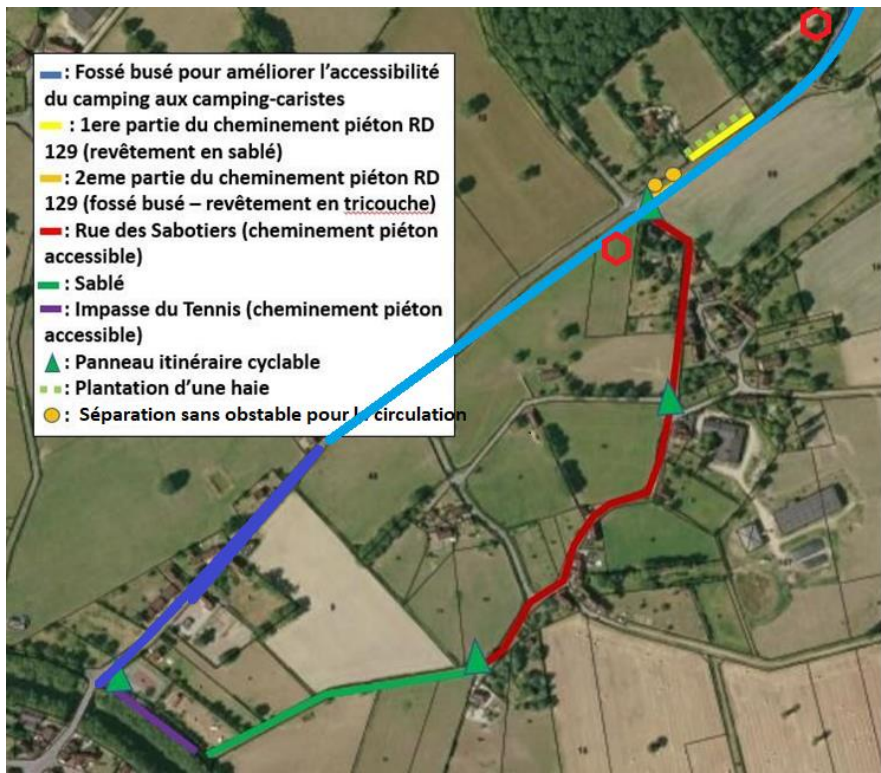 : Fossé busé pour améliorer l’accessibilité
du camping aux camping-caristes
: 1ere partie du cheminement piéton RD
129 (revêtement en sablé)
: 2eme partie du cheminement piéton RD
129 (fossé busé – revêtement en tricouche)
: Rue des Sabotiers (cheminement piéton
accessible)
: Sablé
: Impasse du Tennis (cheminement piéton
accessible)
: Panneau itinéraire cyclable
: Plantation d’une haie
: Séparation sans obstable pour la circulation